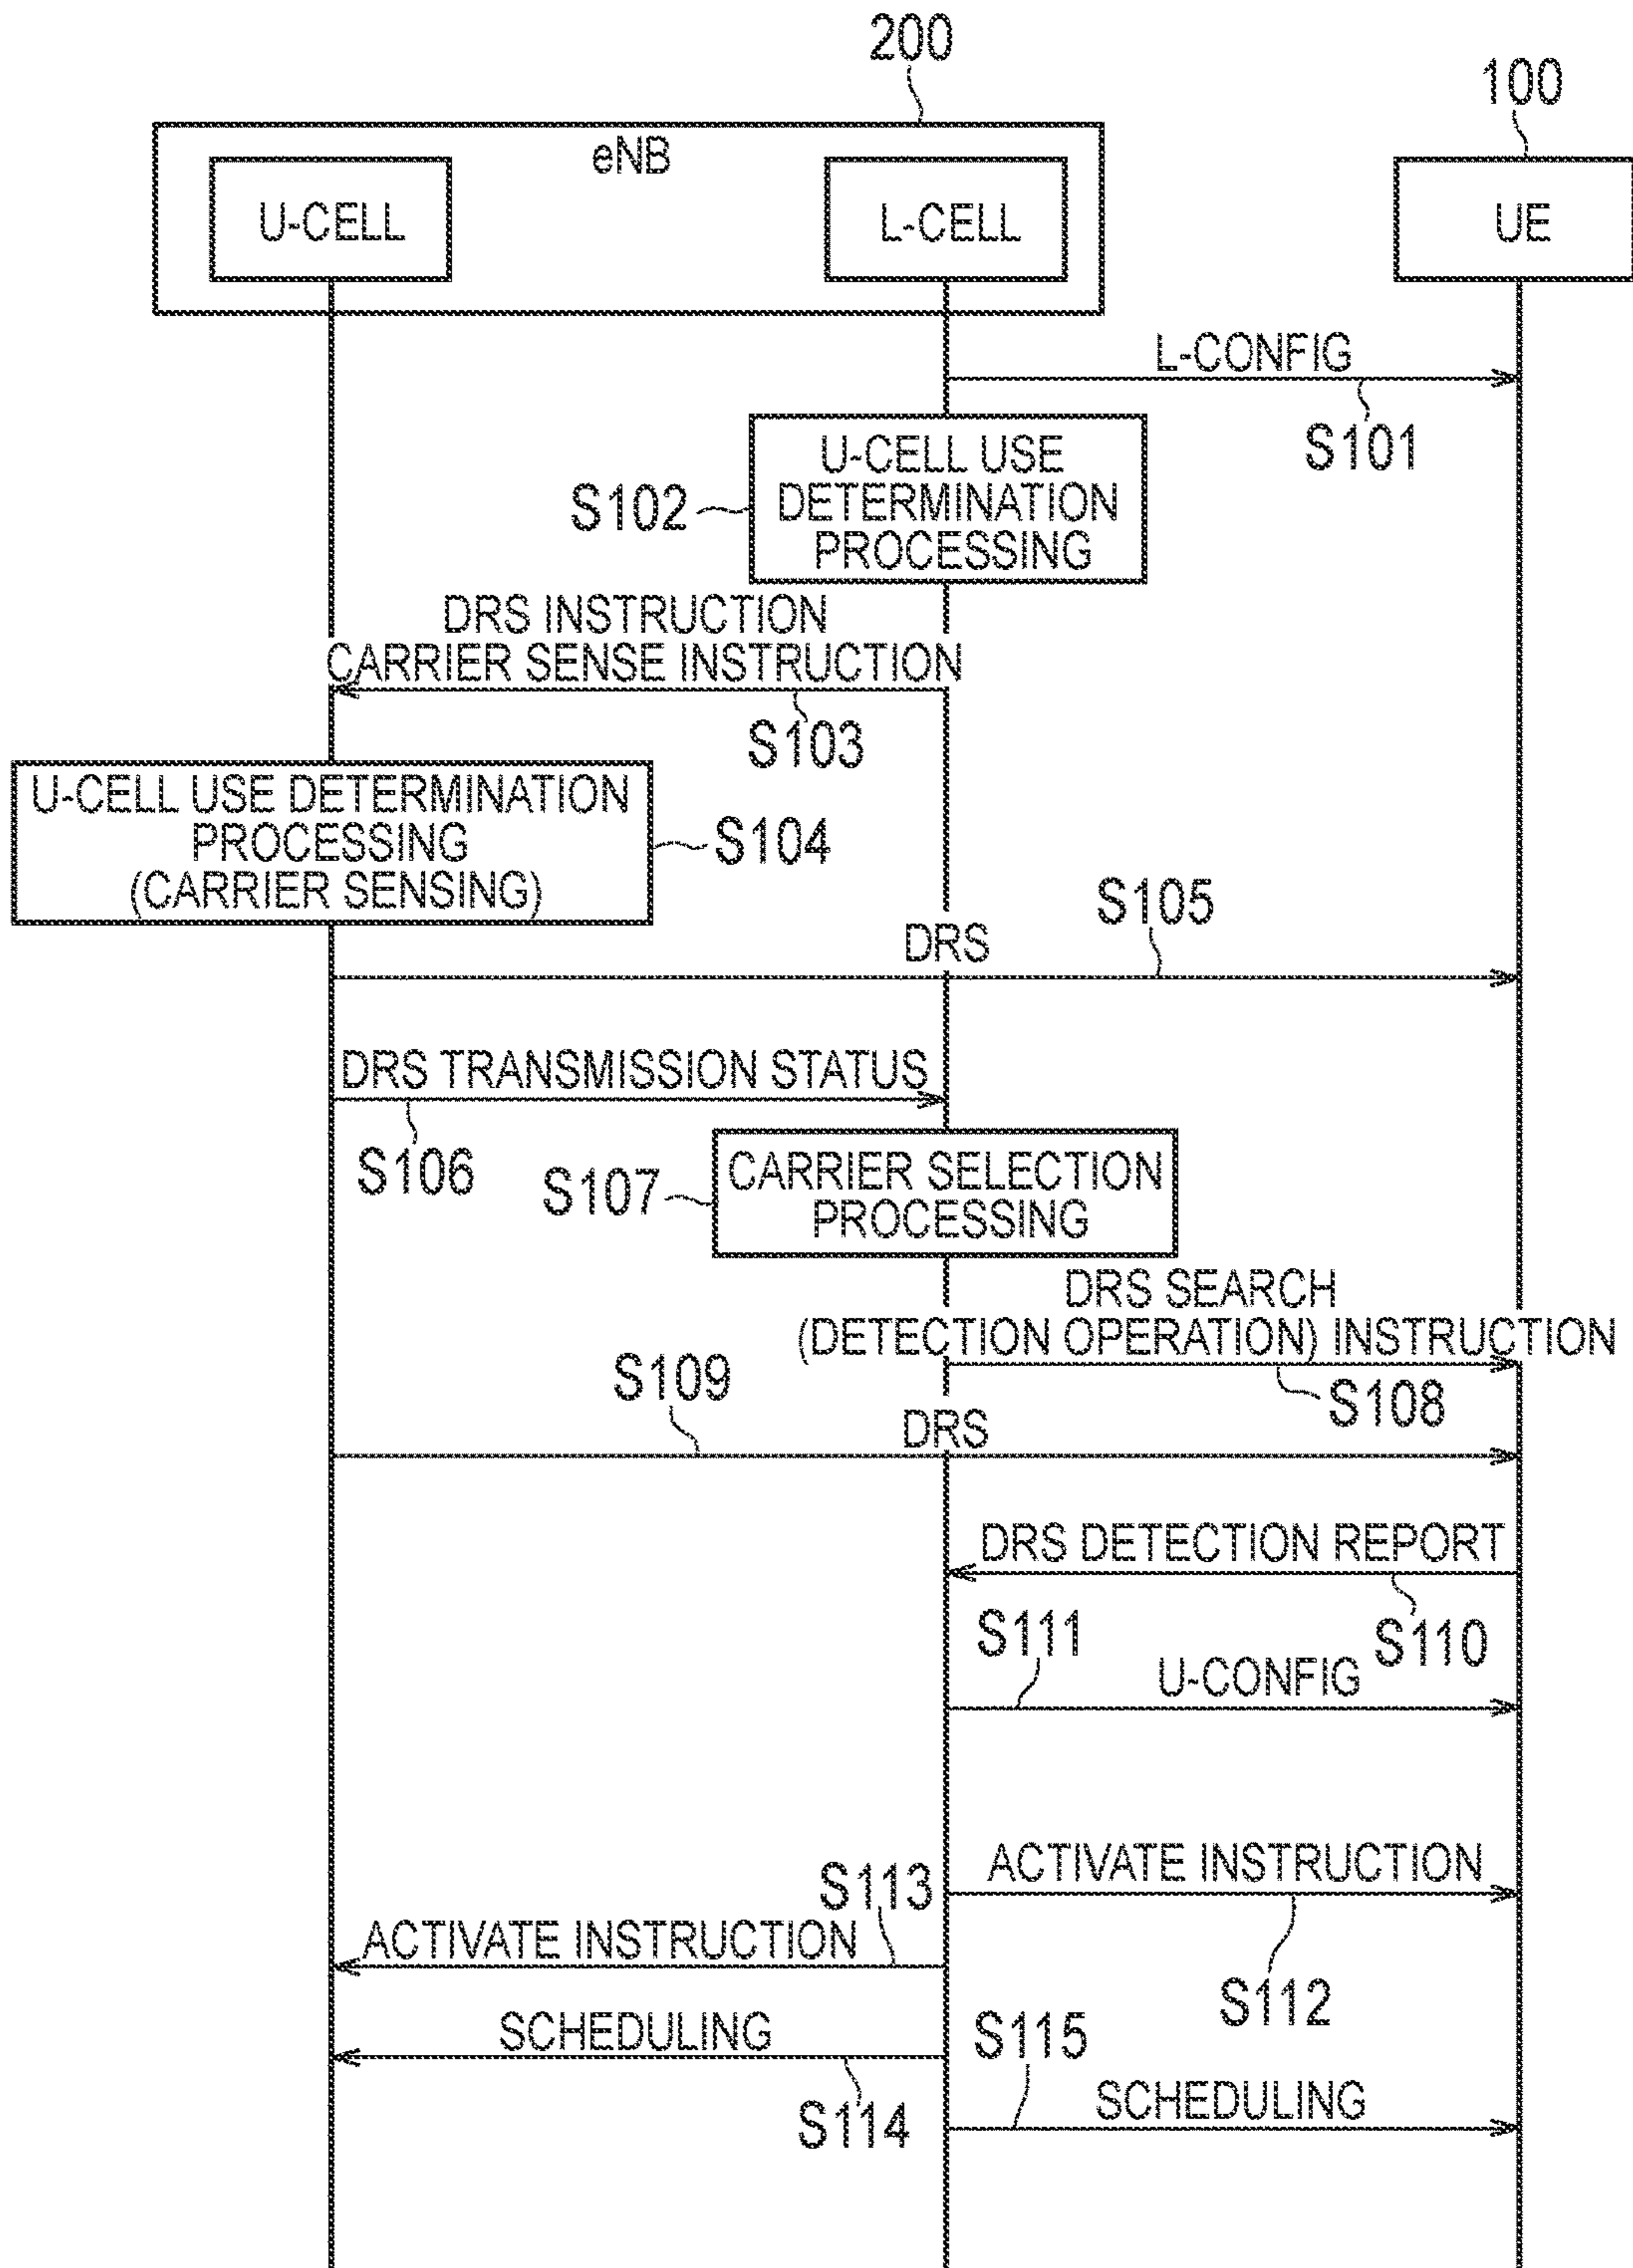 200
100
eNB
U-CELL
L-CELL
UE
L-CONFIG
S101
U-CELL USE
DETERMINATION
PROCESSING
S102
DRS INSTRUCTION
CARRIER SENSE INSTRUCTION
S103
U-CELL USE DETERMINATION
PROCESSING
(CARRIER SENSING)
S104
S105
DRS
DRS TRANSMISSION STATUS
S106
S107
CARRIER SELECTION
PROCESSING
DRS SEARCH
(DETECTION OPERATION) INSTRUCTION
S108
S109
DRS
DRS DETECTION REPORT
S110
S111
U-CONFIG
ACTIVATE INSTRUCTION
S112
S113
ACTIVATE INSTRUCTION
SCHEDULING
S114
S115
SCHEDULING